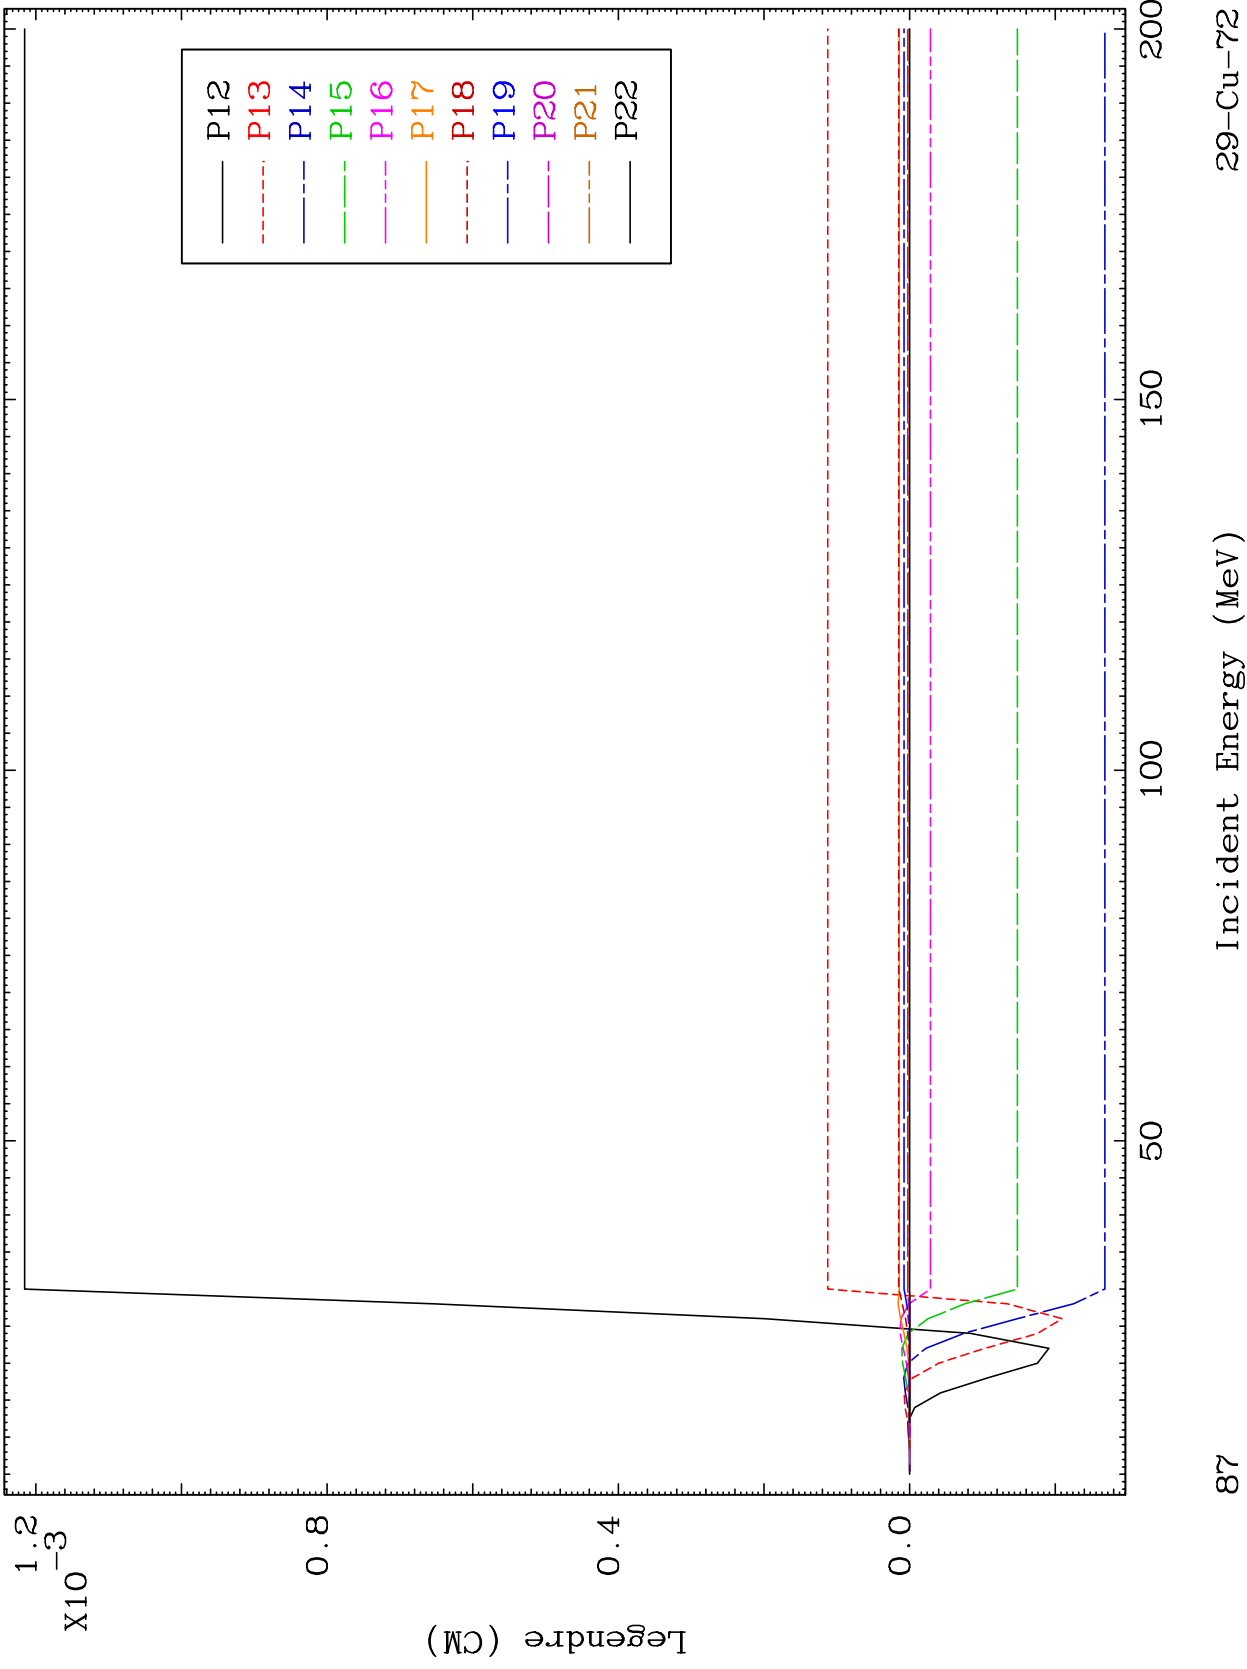 1.2
X10
-3
0.8
0.4
0.0
Legendre (CM)
P12
P13
P14
P15
P16
P17
P18
P19
P20
P21
P22
50
100
150
200
Incident Energy (MeV)
87
29-Cu-72